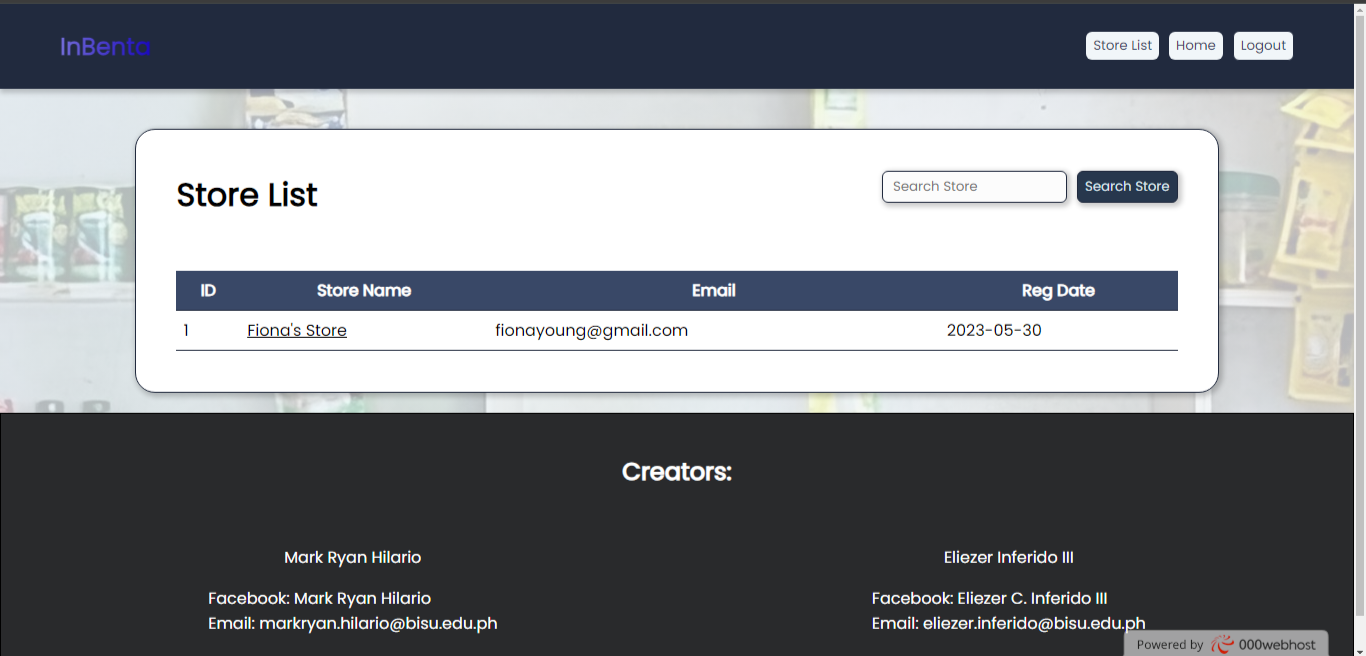 InBenta
Store List Home Logout
Store List
Search Store Search Store
ID Store Name Email Reg Date
1 Fiona's Store fionayoung@gmail.com 2023-05-30
Creators:
Mark Ryan Hilario
Facebook: Mark Ryan Hilario
Email: markryan.hilario@bisu.edu.ph
Eliezer Inferido III
Facebook: Eliezer C. Inferido III
Email: eliezer.inferido@bisu.edu.ph
Powered by 000webhost